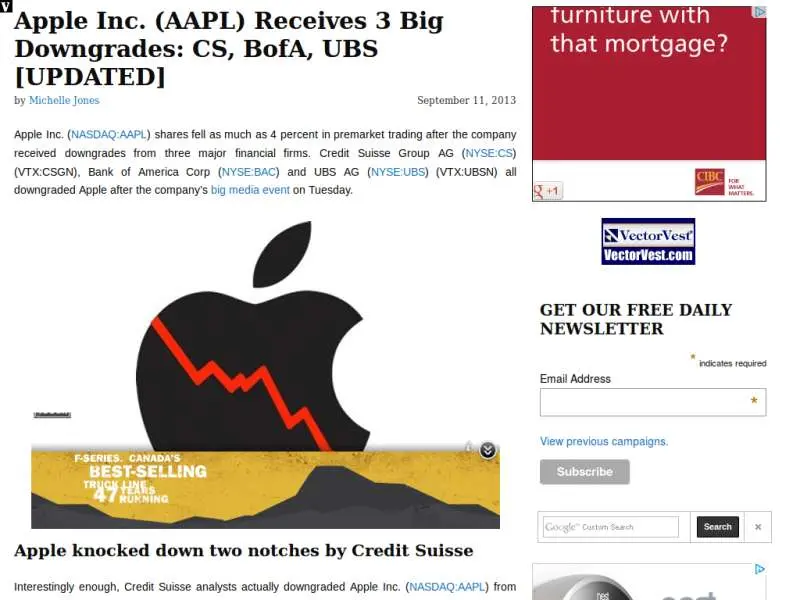 Apple Inc. (AAPL) Receives 3 Big
Downgrades: CS, BofA, UBS
[UPDATED]
by Michelle Jones
September 11, 2013
Apple Inc. (NASDAQ:AAPL) shares fell as much as 4 percent in premarket trading after the company
received downgrades from three major financial firms. Credit Suisse Group AG (NYSE:CS)
(VTX:CSGN), Bank of America Corp (NYSE:BAC) and UBS AG (NYSE:UBS) (VTX:UBSN) all
downgraded Apple after the company's big media event on Tuesday.
F-SERIES. CANADA'S
BEST-SELLING
TRUCK LINE
47 YEARS
RUNNING
Apple knocked down two notches by Credit Suisse
Interestingly enough, Credit Suisse analysts actually downgraded Apple Inc. (NASDAQ:AAPL) from
furniture with
that mortgage?
g +1
CIBC
FOR
WHAT
MATTERS.
VectorVest
VectorVest.com
GET OUR FREE DAILY
NEWSLETTER
* indicates required
Email Address
*
View previous campaigns.
Subscribe
Google Custom Search
Search
×
nest